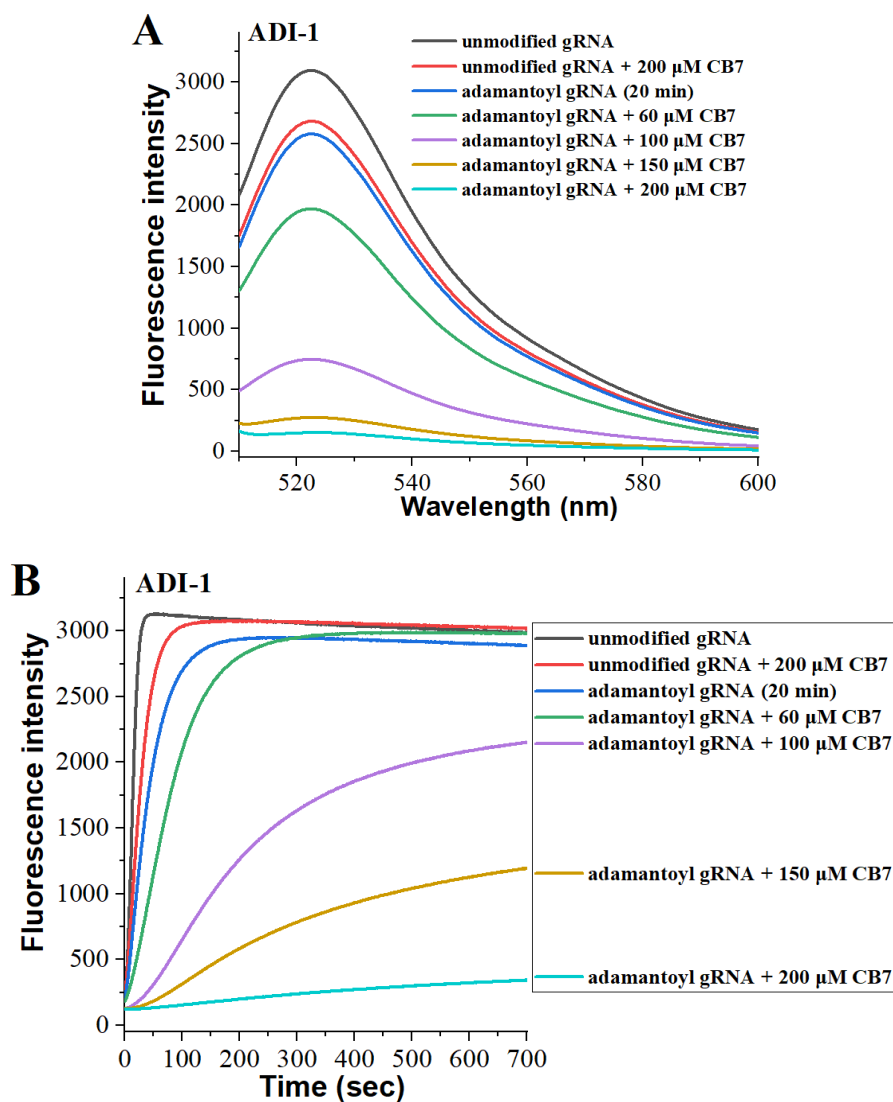 A
ADI-1
unmodified gRNA
unmodified gRNA + 200 µM CB7
adamantoyl gRNA (20 min)
adamantoyl gRNA + 60 µM CB7
adamantoyl gRNA + 100 µM CB7
adamantoyl gRNA + 150 µM CB7
adamantoyl gRNA + 200 µM CB7
Fluorescence intensity
3000
2500
2000
1500
1000
500
0
520 540 560 580 600
Wavelength (nm)
B
ADI-1
unmodified gRNA
unmodified gRNA + 200 µM CB7
adamantoyl gRNA (20 min)
adamantoyl gRNA + 60 µM CB7
adamantoyl gRNA + 100 µM CB7
adamantoyl gRNA + 150 µM CB7
adamantoyl gRNA + 200 µM CB7
Fluorescence intensity
3000
2500
2000
1500
1000
500
0
0 100 200 300 400 500 600 700
Time (sec)